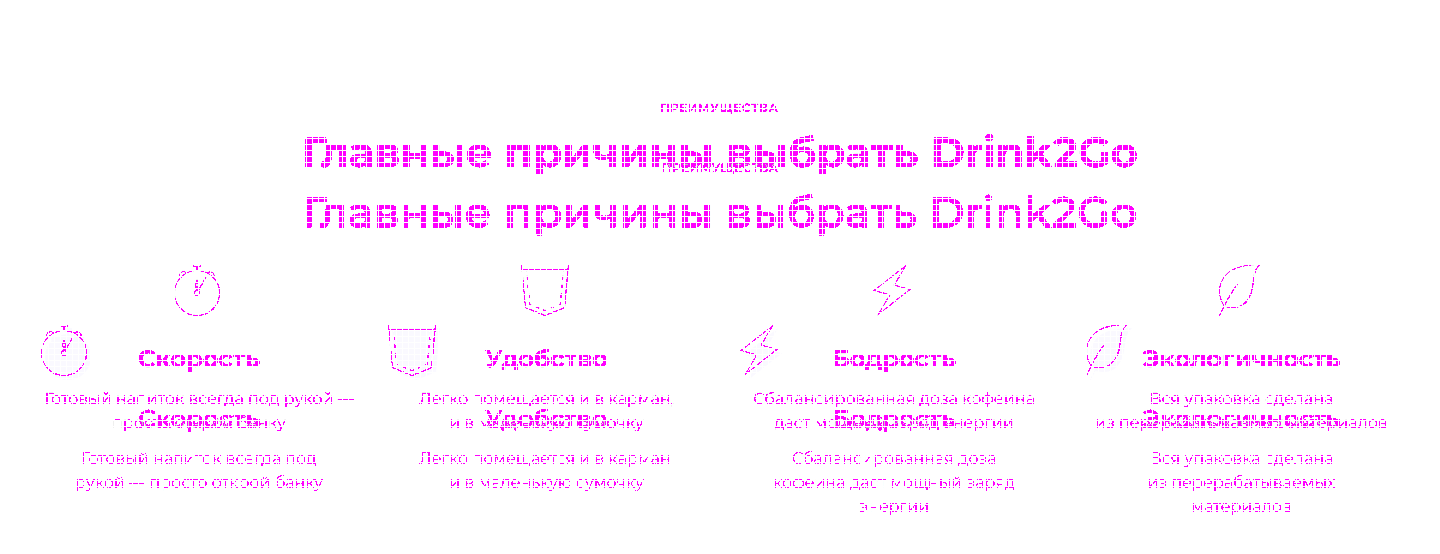 ПРЕИМУЩЕСТВА
Главные причины выбрать Drink2Go
ПРЕИМУЩЕСТВА
Главные причины выбрать Drink2Go
Скорость Удобство Бодрость Экологичность
Готовый напиток всегда под рукой — Легко помещается и в карман Сбалансированная доза кофеина Вся упаковка сделана
Скорость Удобство Бодрость Экологичность
просто открой банку и в маленькую сумочку даст мощный заряд энергии из перерабатываемых материалов
Готовый напиток всегда под Легко помещается и в карман Сбалансированная доза Вся упаковка сделана
рукой — просто открой банку и в маленькую сумочку кофеина даст мощный заряд из перерабатываемых
энергии материалов